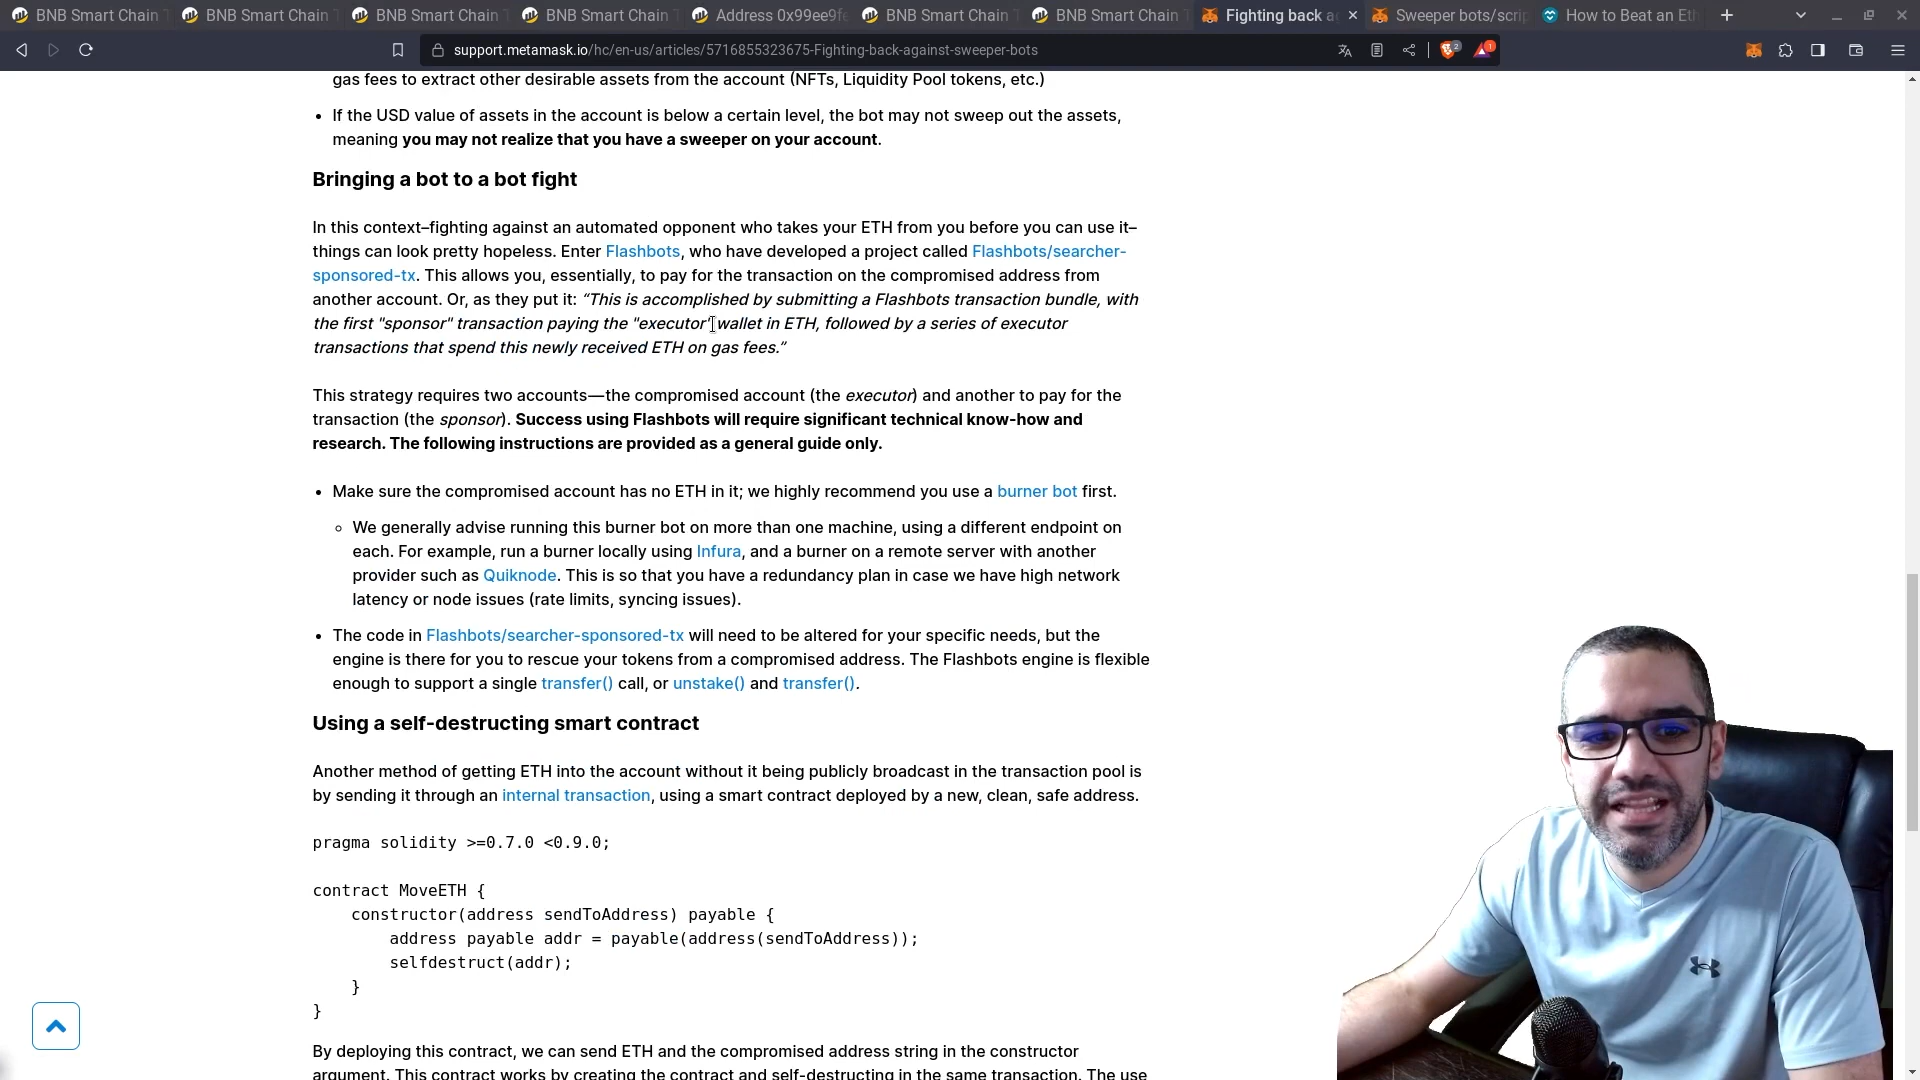 BNB Smart Chain T
BNB Smart Chain T
BNB Smart Chain T
BNB Smart Chain T
Address 0x99ee9fe
BNB Smart Chain T
BNB Smart Chain T
Fighting back a
Sweeper bots/scrip
How to Beat an Eth
support.metamask.io/hc/en-us/articles/5716855323675-Fighting-back-against-sweeper-bots
2
1
gas fees to extract other desirable assets from the account (NFTs, Liquidity Pool tokens, etc.)
• If the USD value of assets in the account is below a certain level, the bot may not sweep out the assets,
meaning you may not realize that you have a sweeper on your account.
Bringing a bot to a bot fight
In this context–fighting against an automated opponent who takes your ETH from you before you can use it–
things can look pretty hopeless. Enter Flashbots, who have developed a project called Flashbots/searcher-
sponsored-tx. This allows you, essentially, to pay for the transaction on the compromised address from
another account. Or, as they put it: “This is accomplished by submitting a Flashbots transaction bundle, with
the first "sponsor" transaction paying the "executor" wallet in ETH, followed by a series of executor
transactions that spend this newly received ETH on gas fees.”
This strategy requires two accounts—the compromised account (the executor) and another to pay for the
transaction (the sponsor). Success using Flashbots will require significant technical know-how and
research. The following instructions are provided as a general guide only.
• Make sure the compromised account has no ETH in it; we highly recommend you use a burner bot first.
◦ We generally advise running this burner bot on more than one machine, using a different endpoint on
each. For example, run a burner locally using Infura, and a burner on a remote server with another
provider such as Quiknode. This is so that you have a redundancy plan in case we have high network
latency or node issues (rate limits, syncing issues).
• The code in Flashbots/searcher-sponsored-tx will need to be altered for your specific needs, but the
engine is there for you to rescue your tokens from a compromised address. The Flashbots engine is flexible
enough to support a single transfer() call, or unstake() and transfer().
Using a self-destructing smart contract
Another method of getting ETH into the account without it being publicly broadcast in the transaction pool is
by sending it through an internal transaction, using a smart contract deployed by a new, clean, safe address.
pragma solidity >=0.7.0 <0.9.0;
contract MoveETH {
    constructor(address sendToAddress) payable {
        address payable addr = payable(address(sendToAddress));
        selfdestruct(addr);
    }
}
By deploying this contract, we can send ETH and the compromised address string in the constructor
argument. This contract works by creating the contract and self-destructing in the same transaction. The use